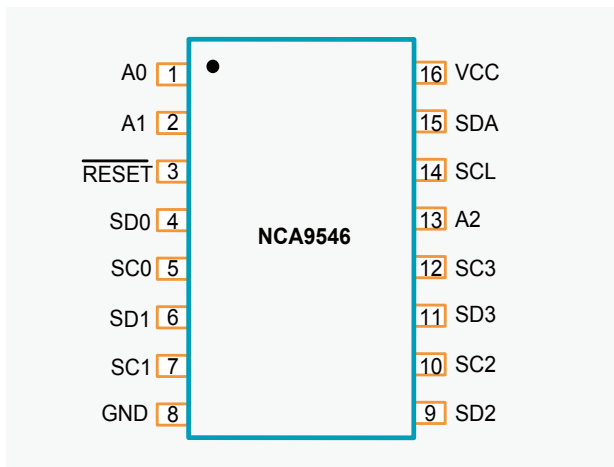 A0 1 16 VCC
A1 2 15 SDA
RESET 3 14 SCL
SD0 4 13 A2
NCA9546
SC0 5 12 SC3
SD1 6 11 SD3
SC1 7 10 SC2
GND 8 9 SD2